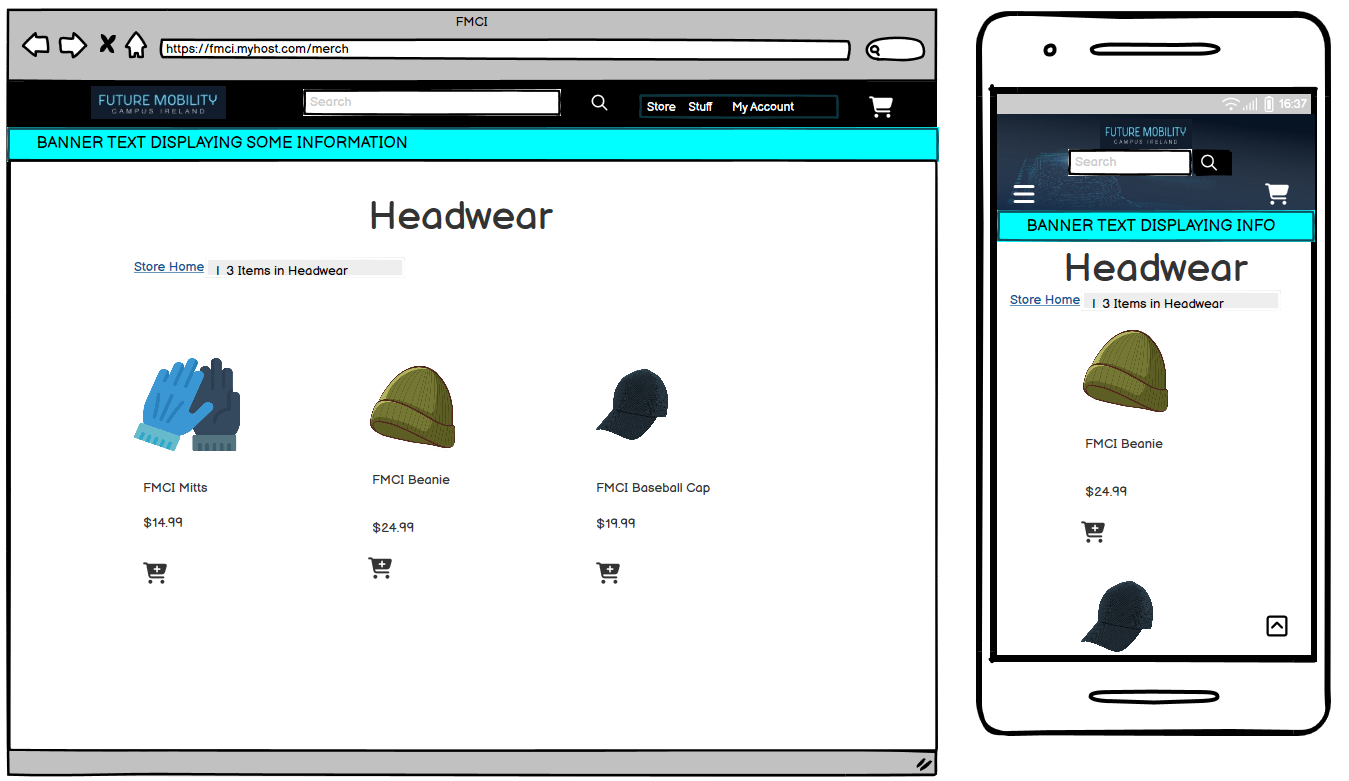 FMCI
https://fmci.myhost.com/merch
FUTURE MOBILITY
CAMPUS IRELAND
Search
Store Stuff My Account
BANNER TEXT DISPLAYING SOME INFORMATION
Headwear
Store Home | 3 Items in Headwear
FMCI Mitts
$14.99
FMCI Beanie
$24.99
FMCI Baseball Cap
$19.99
16:37
FUTURE MOBILITY
CAMPUS IRELAND
Search
BANNER TEXT DISPLAYING INFO
Headwear
Store Home | 3 Items in Headwear
FMCI Beanie
$24.99